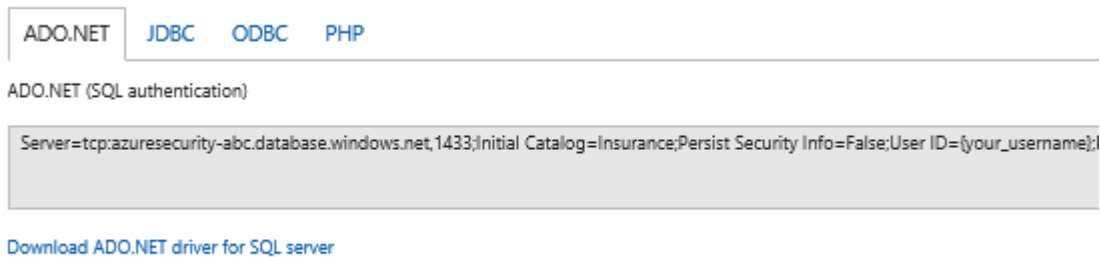 ADO.NET JDBC ODBC PHP
ADO.NET (SQL authentication)
Server=tcp:azuresecurity-abc.database.windows.net,1433;Initial Catalog=Insurance;Persist Security Info=False;User ID={your_username};
Download ADO.NET driver for SQL server